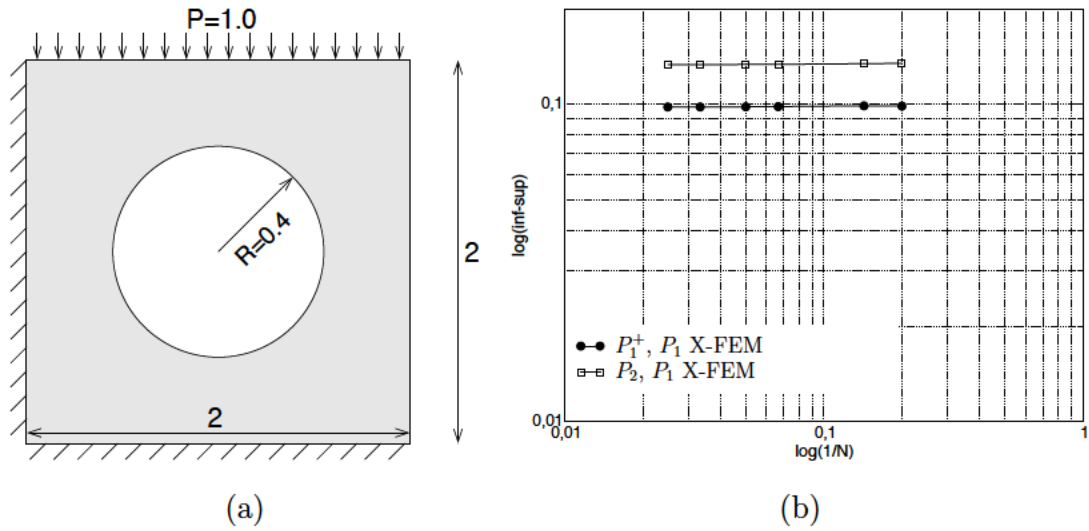 P=1.0
R=0.4
2
2
(a)
log(inf-sup)
0,1
0,01
P₁⁺, P₁ X-FEM
P₂, P₁ X-FEM
0,01
0,1
1
log(1/N)
(b)